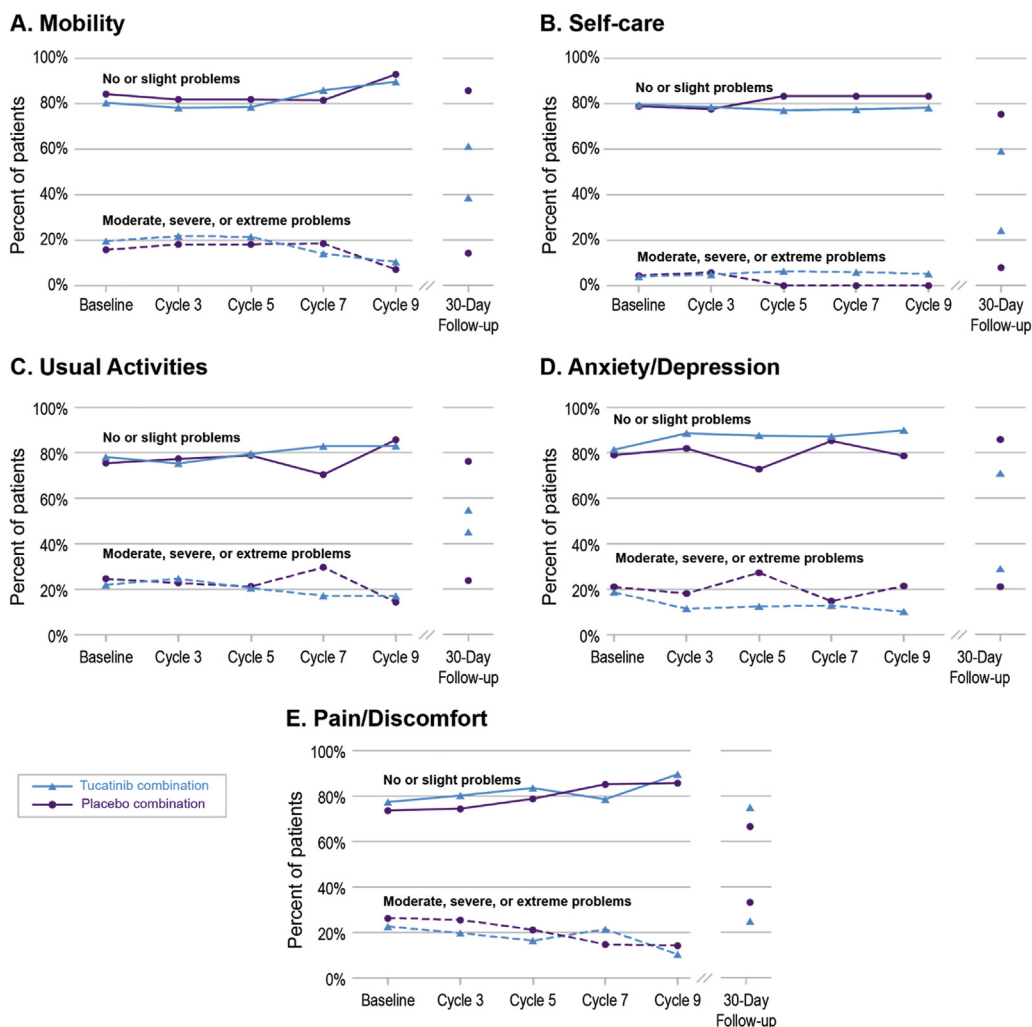 A. Mobility
Percent of patients
100%
80%
60%
40%
20%
0%
No or slight problems
Moderate, severe, or extreme problems
Baseline
Cycle 3
Cycle 5
Cycle 7
Cycle 9
//
30-Day
Follow-up
B. Self-care
Percent of patients
100%
80%
60%
40%
20%
0%
No or slight problems
Moderate, severe, or extreme problems
Baseline
Cycle 3
Cycle 5
Cycle 7
Cycle 9
//
30-Day
Follow-up
C. Usual Activities
Percent of patients
100%
80%
60%
40%
20%
0%
No or slight problems
Moderate, severe, or extreme problems
Baseline
Cycle 3
Cycle 5
Cycle 7
Cycle 9
//
30-Day
Follow-up
D. Anxiety/Depression
Percent of patients
100%
80%
60%
40%
20%
0%
No or slight problems
Moderate, severe, or extreme problems
Baseline
Cycle 3
Cycle 5
Cycle 7
Cycle 9
//
30-Day
Follow-up
Tucatinib combination
Placebo combination
E. Pain/Discomfort
Percent of patients
100%
80%
60%
40%
20%
0%
No or slight problems
Moderate, severe, or extreme problems
Baseline
Cycle 3
Cycle 5
Cycle 7
Cycle 9
//
30-Day
Follow-up